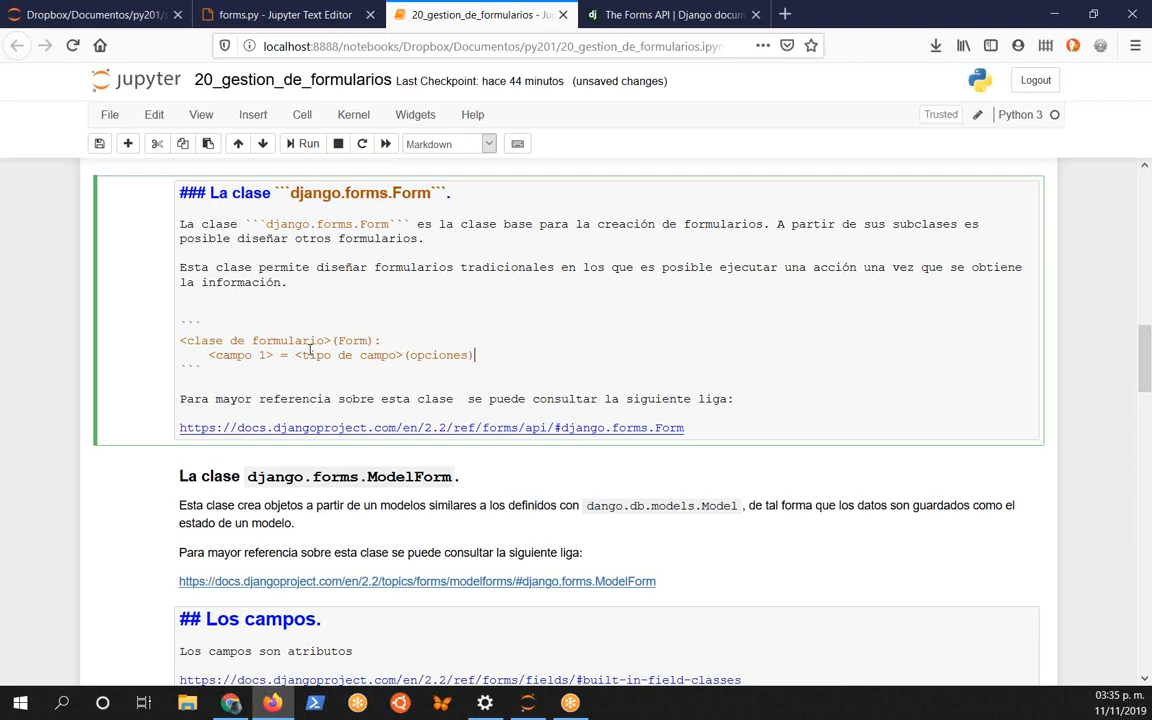 Dropbox/Documentos/py201/
forms.py - Jupyter Text Editor
20_gestion_de_formularios - Ju
The Forms API | Django docum
localhost:8888/notebooks/Dropbox/Documentos/py201/20_gestion_de_formularios.ipyn
jupyter 20_gestion_de_formularios Last Checkpoint: hace 44 minutos (unsaved changes)
Logout
File Edit View Insert Cell Kernel Widgets Help
Trusted Python 3
Run Markdown
### La clase ```django.forms.Form```.
La clase ```django.forms.Form``` es la clase base para la creación de formularios. A partir de sus subclases es
posible diseñar otros formularios.
Esta clase permite diseñar formularios tradicionales en los que es posible ejecutar una acción una vez que se obtiene
la información.
```
<clase de formulario>(Form):
<campo 1> = <tipo de campo>(opciones)
```
Para mayor referencia sobre esta clase  se puede consultar la siguiente liga:
https://docs.djangoproject.com/en/2.2/ref/forms/api/#django.forms.Form
La clase django.forms.ModelForm.
Esta clase crea objetos a partir de un modelos similares a los definidos con dango.db.models.Model, de tal forma que los datos son guardados como el
estado de un modelo.
Para mayor referencia sobre esta clase se puede consultar la siguiente liga:
https://docs.djangoproject.com/en/2.2/topics/forms/modelforms/#django.forms.ModelForm
## Los campos.
Los campos son atributos
https://docs.djangoproject.com/en/2.2/ref/forms/fields/#built-in-field-classes
03:35 p. m.
11/11/2019